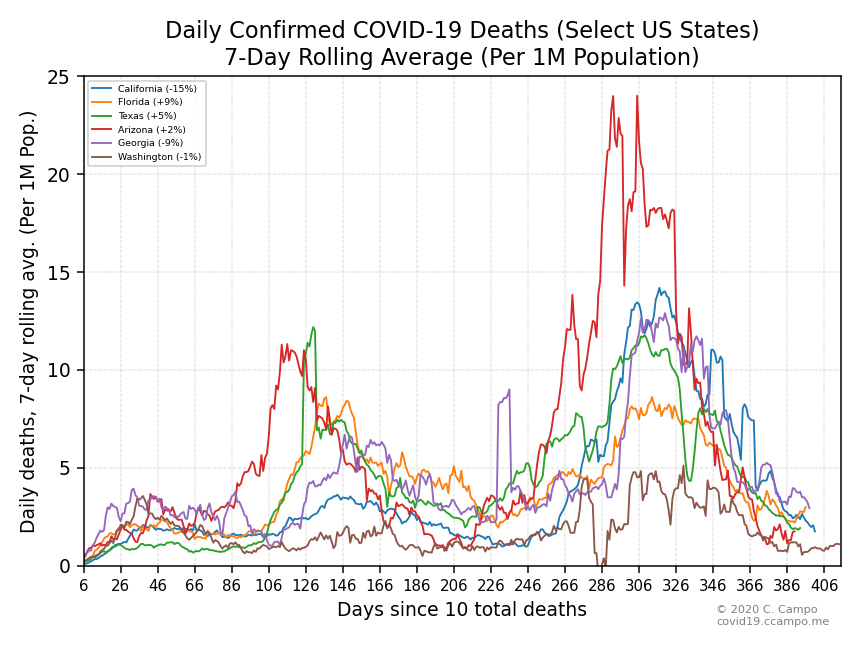 Daily Confirmed COVID-19 Deaths (Select US States)
7-Day Rolling Average (Per 1M Population)
Daily deaths, 7-day rolling avg. (Per 1M Pop.)
25
20
15
10
5
0
California (-15%)
Florida (+9%)
Texas (+5%)
Arizona (+2%)
Georgia (-9%)
Washington (-1%)
6 26 46 66 86 106 126 146 166 186 206 226 246 266 286 306 326 346 366 386 406
Days since 10 total deaths
© 2020 C. Campo
covid19.ccampo.me